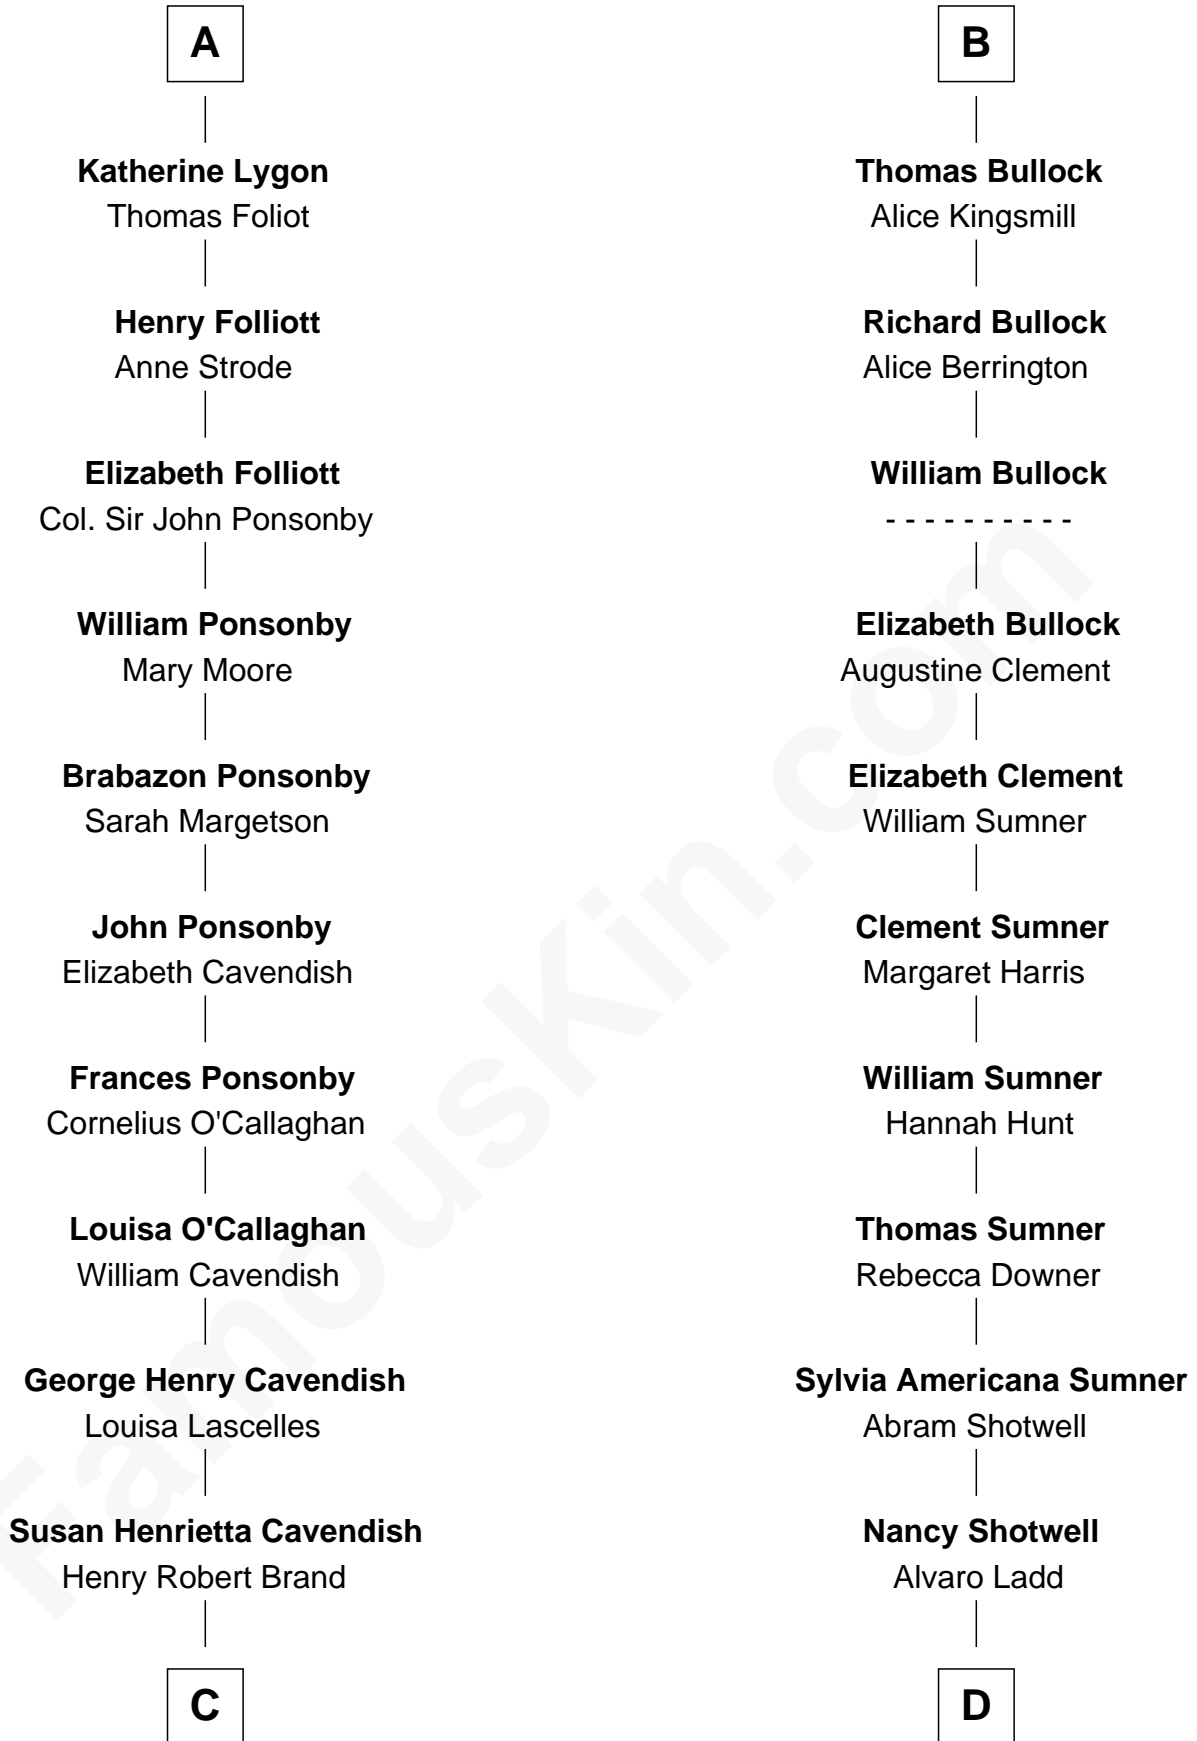 A
Katherine Lygon
Thomas Foliot
Henry Folliott
Anne Strode
Elizabeth Folliott
Col. Sir John Ponsonby
William Ponsonby
Mary Moore
Brabazon Ponsonby
Sarah Margetson
John Ponsonby
Elizabeth Cavendish
Frances Ponsonby
Cornelius O'Callaghan
Louisa O'Callaghan
William Cavendish
George Henry Cavendish
Louisa Lascelles
Susan Henrietta Cavendish
Henry Robert Brand
C
B
Thomas Bullock
Alice Kingsmill
Richard Bullock
Alice Berrington
William Bullock
- - - - - - - - - -
Elizabeth Bullock
Augustine Clement
Elizabeth Clement
William Sumner
Clement Sumner
Margaret Harris
William Sumner
Hannah Hunt
Thomas Sumner
Rebecca Downer
Sylvia Americana Sumner
Abram Shotwell
Nancy Shotwell
Alvaro Ladd
D
FamousKin.com